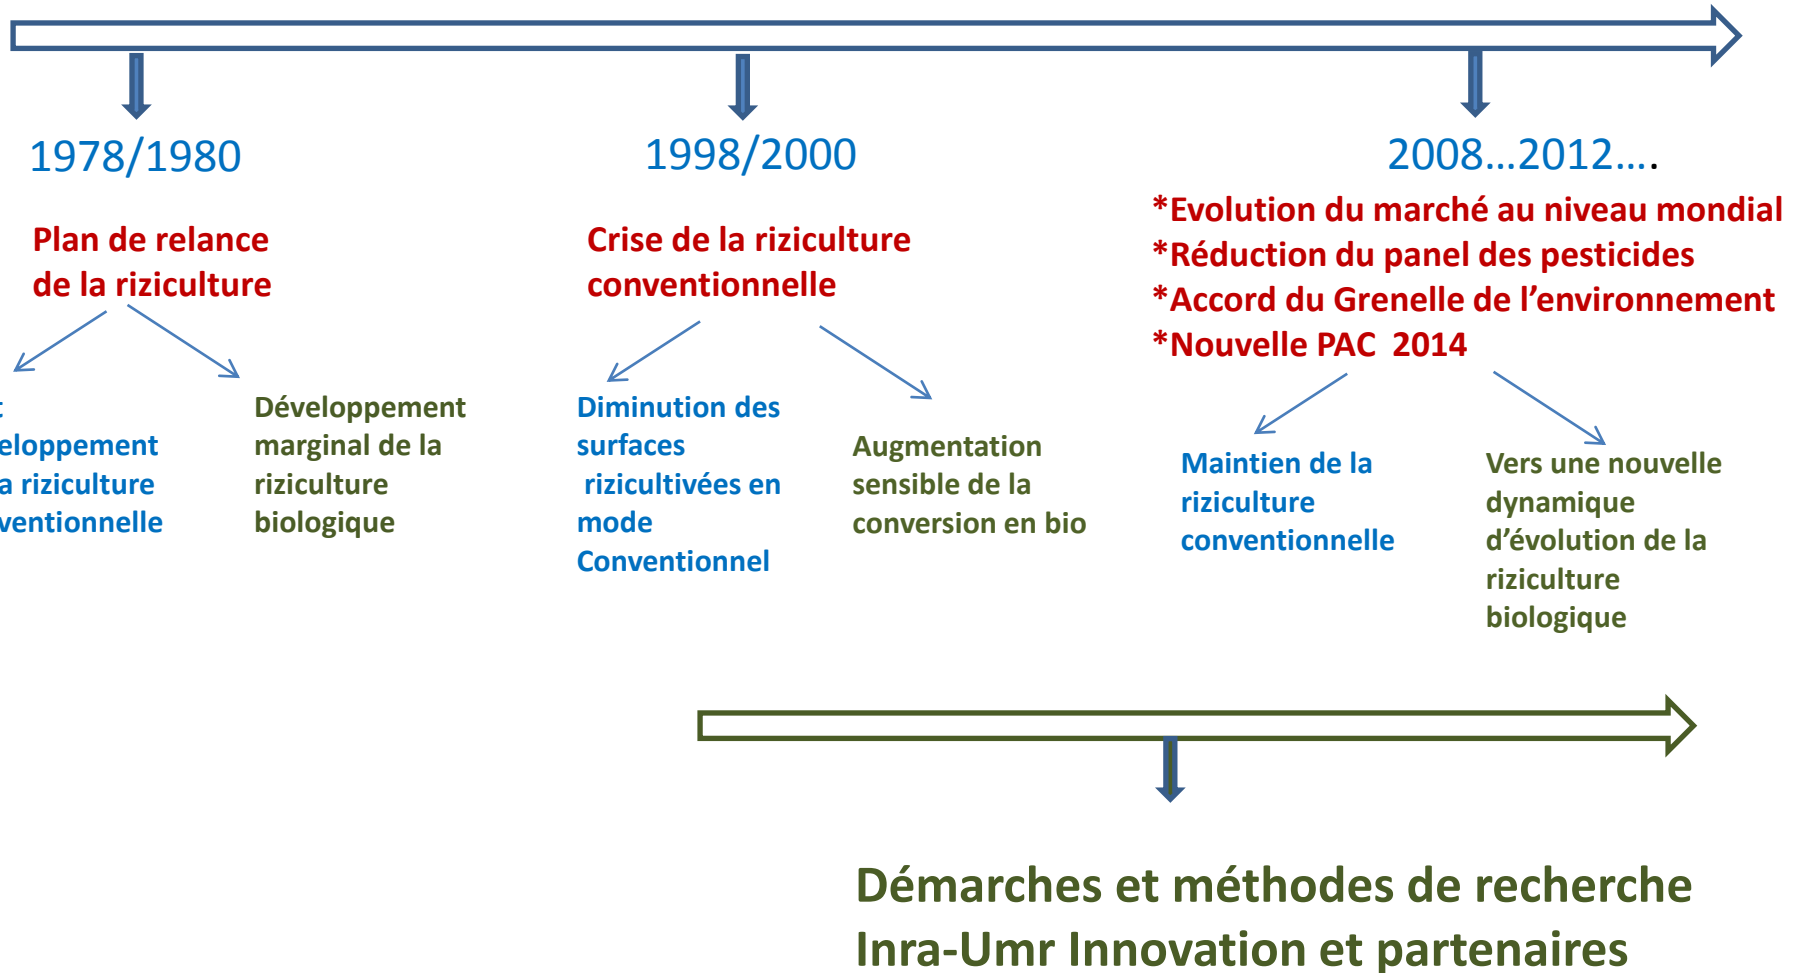 1978/1980
1998/2000
2008...2012....
Plan de relance
de la riziculture
Crise de la riziculture
conventionnelle
*Evolution du marché au niveau mondial
*Réduction du panel des pesticides
*Accord du Grenelle de l'environnement
*Nouvelle PAC 2014
riziculture
Développement
marginal de la
riziculture
biologique
Diminution des
surfaces
rizicultivées en
mode
Conventionnel
Augmentation
sensible de la
conversion en bio
Maintien de la
riziculture
conventionnelle
Vers une nouvelle
dynamique
d'évolution de la
riziculture
biologique
Démarches et méthodes de recherche
Inra-Umr Innovation et partenaires